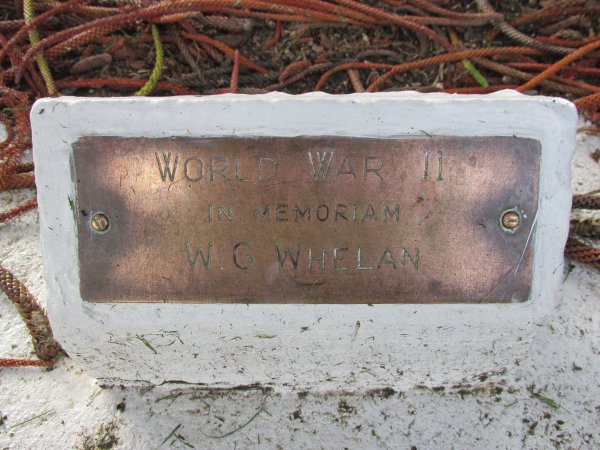 World War II
In Memoriam
W.G Whelan